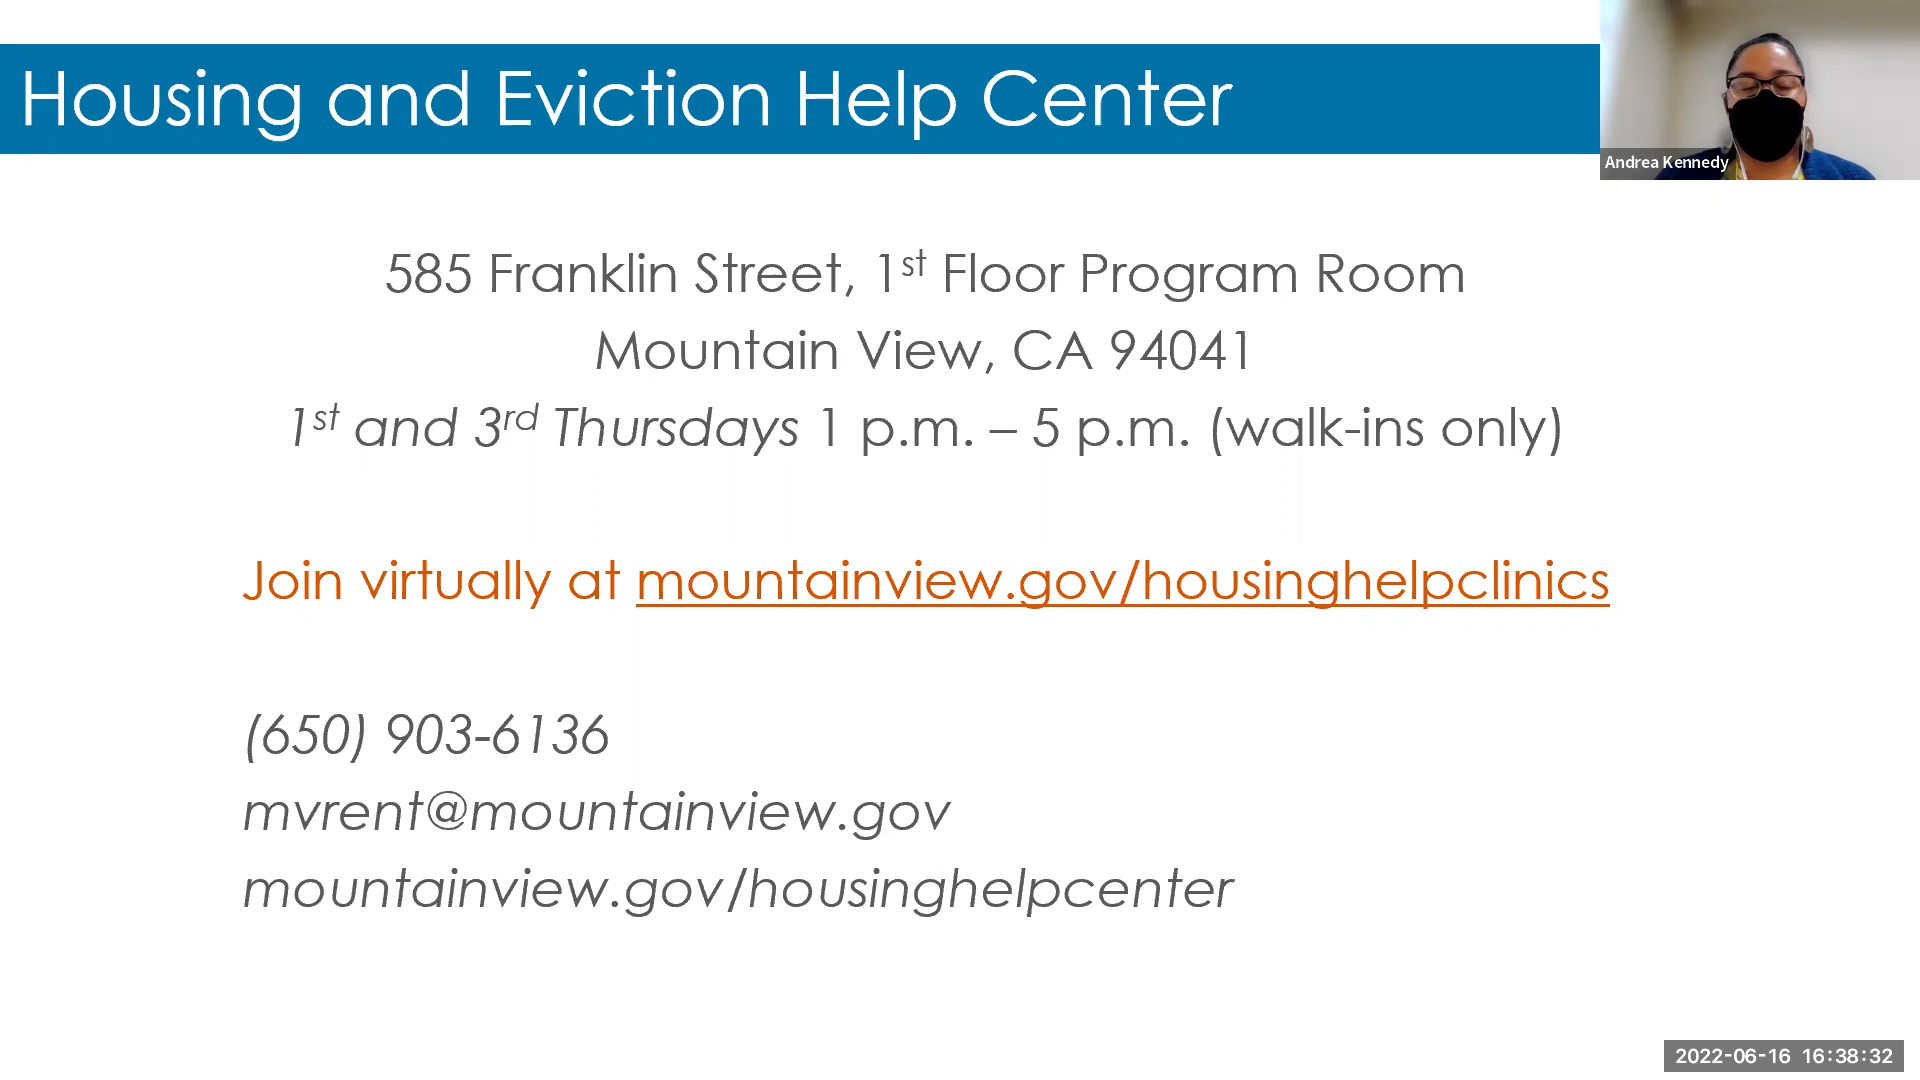 Housing and Eviction Help Center
Andrea Kennedy
585 Franklin Street, 1st Floor Program Room
Mountain View, CA 94041
1st and 3rd Thursdays 1 p.m. – 5 p.m. (walk-ins only)
Join virtually at mountainview.gov/housinghelpclinics
(650) 903-6136
mvrent@mountainview.gov
mountainview.gov/housinghelpcenter
2022-06-16 16:38:32